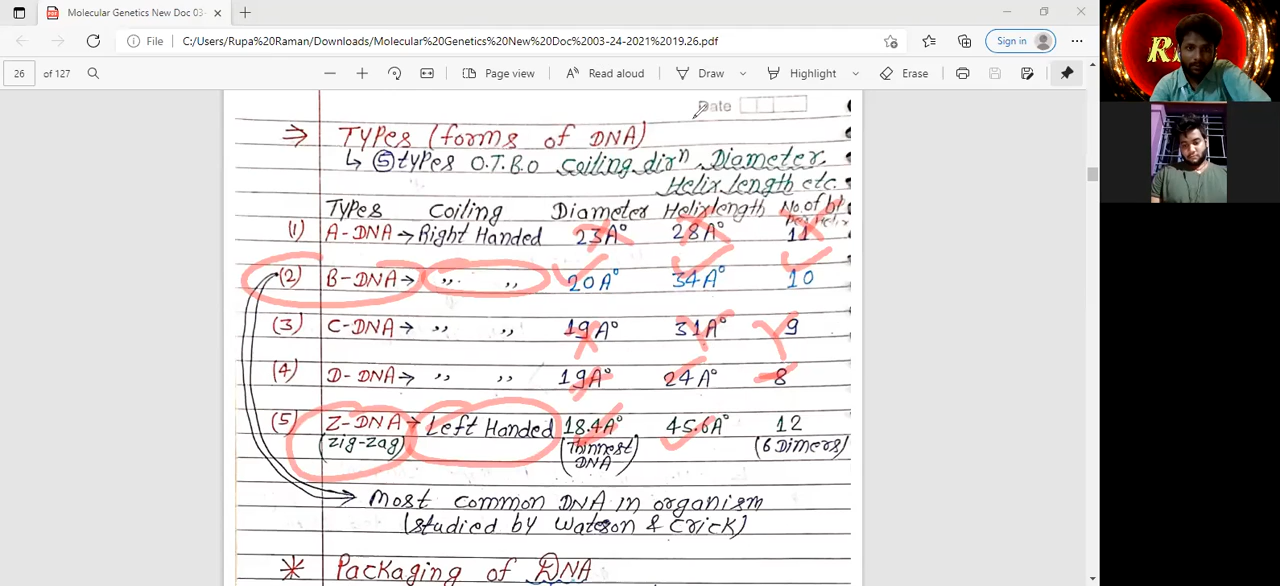 Molecular Genetics New Doc 03-
File C:/Users/Rupa%20Raman/Downloads/Molecular%20Genetics%20New%20Doc%2003-24-2021%2019.26.pdf Sign in
26 of 127 Page view Read aloud Draw Highlight Erase
Date
⇒ TYPES (forms of DNA)
↳ ⑤ types O.T.B.O Coiling dirⁿ, Diameter,
Helix length etc.
TYPES Coiling Diameter Helix length No. of bp
Per Helix
(1) A-DNA → Right Handed 23A° 28A° 11
(2) B-DNA → ,, ,, 20A° 34A° 10
(3) C-DNA → ,, ,, 19A° 31A° 9
(4) D-DNA → ,, ,, 19A° 24A° 8
(5) Z-DNA → Left Handed 18.4A° 45.6A° 12
(Zig-Zag) (Thinnest DNA) (6 Dimers)
Most common DNA in organism
(studied by Watson & Crick)
* Packaging of DNA